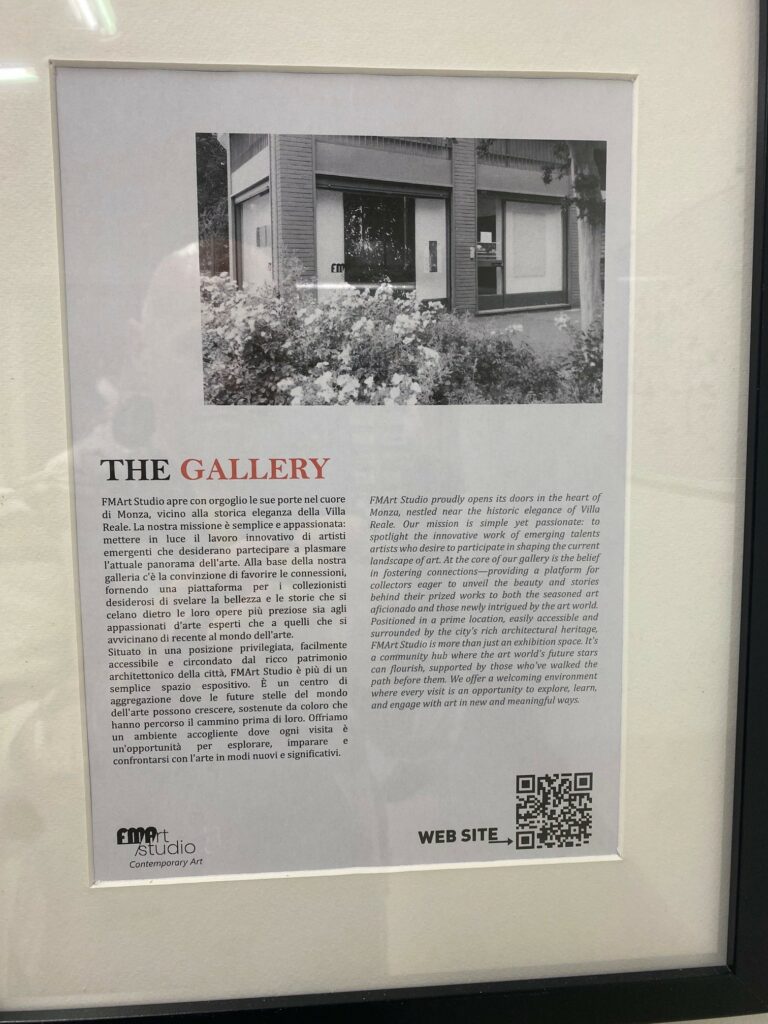 FMA
THE GALLERY
FMArt Studio apre con orgoglio le sue porte nel cuore
di Monza, vicino alla storica eleganza della Villa
Reale. La nostra missione è semplice e appassionata:
mettere in luce il lavoro innovativo di artisti
emergenti che desiderano partecipare a plasmare
l'attuale panorama dell'arte. Alla base della nostra
galleria c'è la convinzione di favorire le connessioni,
fornendo una piattaforma per i collezionisti
desiderosi di svelare la bellezza e le storie che si
celano dietro le loro opere più preziose sia agli
appassionati d'arte esperti che a quelli che si
avvicinano di recente al mondo dell'arte.
Situato in una posizione privilegiata, facilmente
accessibile e circondato dal ricco patrimonio
architettonico della città, FMArt Studio è più di un
semplice spazio espositivo. È un centro di
aggregazione dove le future stelle del mondo
dell'arte possono crescere, sostenute da coloro che
hanno percorso il cammino prima di loro. Offriamo
un ambiente accogliente dove ogni visita è
un'opportunità per esplorare, imparare e
confrontarsi con l'arte in modi nuovi e significativi.
FMArt Studio proudly opens its doors in the heart of
Monza, nestled near the historic elegance of Villa
Reale. Our mission is simple yet passionate: to
spotlight the innovative work of emerging talents
artists who desire to participate in shaping the current
landscape of art. At the core of our gallery is the belief
in fostering connections—providing a platform for
collectors eager to unveil the beauty and stories
behind their prized works to both the seasoned art
aficionado and those newly intrigued by the art world.
Positioned in a prime location, easily accessible and
surrounded by the city's rich architectural heritage,
FMArt Studio is more than just an exhibition space. It's
a community hub where the art world's future stars
can flourish, supported by those who've walked the
path before them. We offer a welcoming environment
where every visit is an opportunity to explore, learn,
and engage with art in new and meaningful ways.
FMArt
/studio
Contemporary Art
WEB SITE